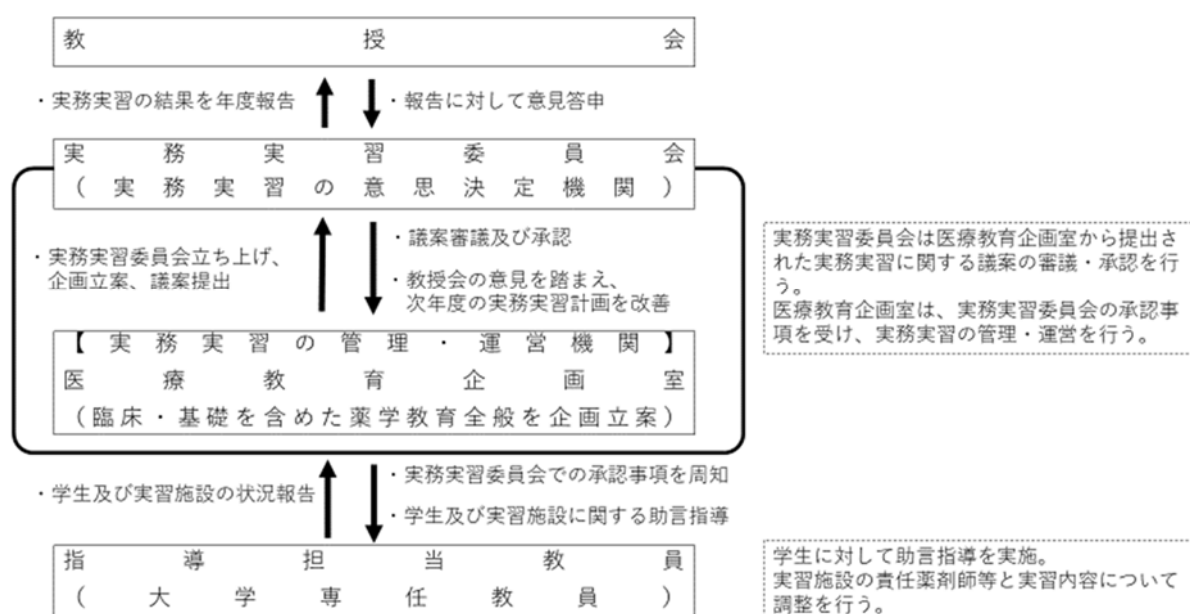 教授会
・実務実習の結果を年度報告
・報告に対して意見答申
実務実習委員会
(実務実習の意思決定機関)
・実務実習委員会立ち上げ、
企画立案、議案提出
・議案審議及び承認
・教授会の意見を踏まえ、
次年度の実務実習計画を改善
実務実習委員会は医療教育企画室から提出さ
れた実務実習に関する議案の審議・承認を行
う。
医療教育企画室は、実務実習委員会の承認事
項を受け、実務実習の管理・運営を行う。
【実務実習の管理・運営機関】
医療教育企画室
(臨床・基礎を含めた薬学教育全般を企画立案)
・学生及び実習施設の状況報告
・実務実習委員会での承認事項を周知
・学生及び実習施設に関する助言指導
指導担当教員
(大学専任教員)
学生に対して助言指導を実施。
実習施設の責任薬剤師等と実習内容について
調整を行う。